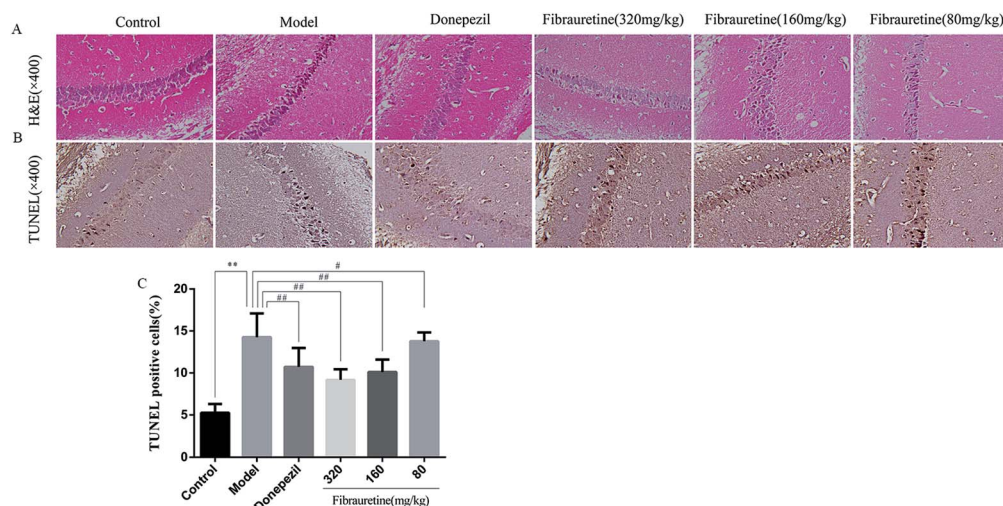 Control Model Donepezil Fibrauretine(320mg/kg) Fibrauretine(160mg/kg) Fibrauretine(80mg/kg)
A
H&E(×400)
B
TUNEL(×400)
C
** # ## ## ##
TUNEL positive cells(%)
20
15
10
5
0
Control Model Donepezil 320 160 80
Fibrauretine(mg/kg)